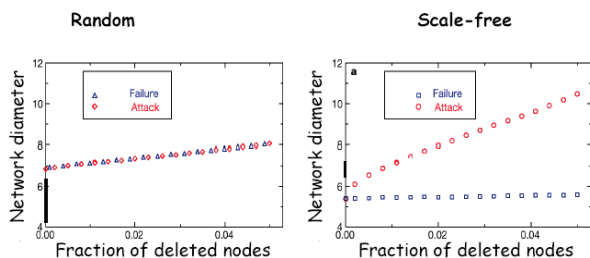 Random
Scale-free
12
10
8
6
4
Network diameter
Failure
Attack
0.00
0.02
0.04
Fraction of deleted nodes
12
10
8
6
4
Network diameter
a
Failure
Attack
0.00
0.02
0.04
Fraction of deleted nodes